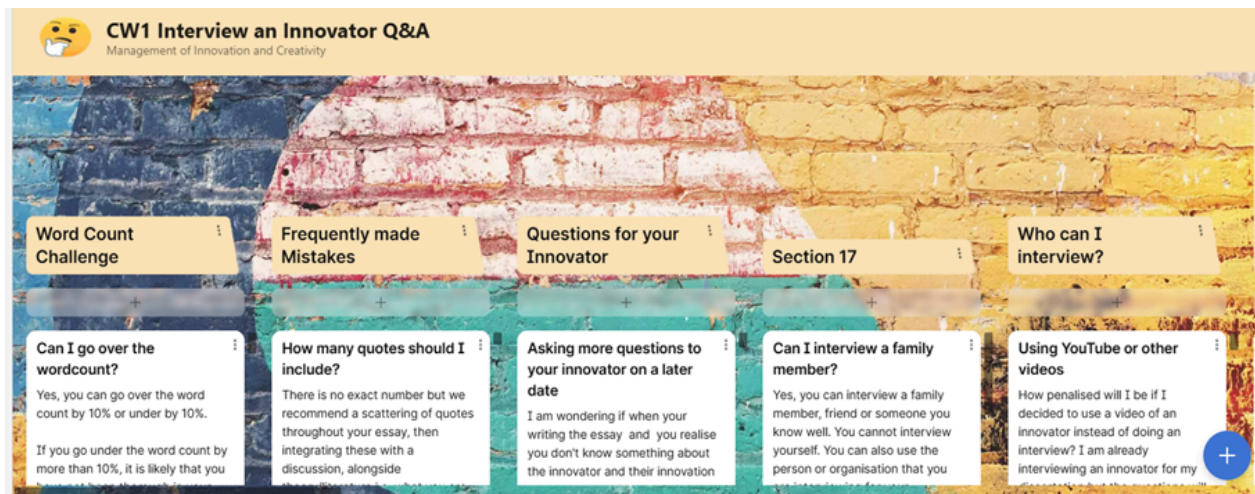 CW1 Interview an Innovator Q&A
Management of Innovation and Creativity
Word Count
Challenge
Can I go over the
wordcount?
Yes, you can go over the word
count by 10% or under by 10%.
If you go under the word count by
more than 10%, it is likely that you
Frequently made
Mistakes
How many quotes should I
include?
There is no exact number but we
recommend a scattering of quotes
throughout your essay, then
integrating these with a
discussion, alongside
Questions for your
Innovator
Asking more questions to
your innovator on a later
date
I am wondering if when your
writing the essay and you realise
you don't know something about
the innovator and their innovation
Section 17
Can I interview a family
member?
Yes, you can interview a family
member, friend or someone you
know well. You cannot interview
yourself. You can also use the
person or organisation that you
Who can I
interview?
Using YouTube or other
videos
How penalised will I be if I
decided to use a video of an
innovator instead of doing an
interview? I am already
interviewing an innovator for my